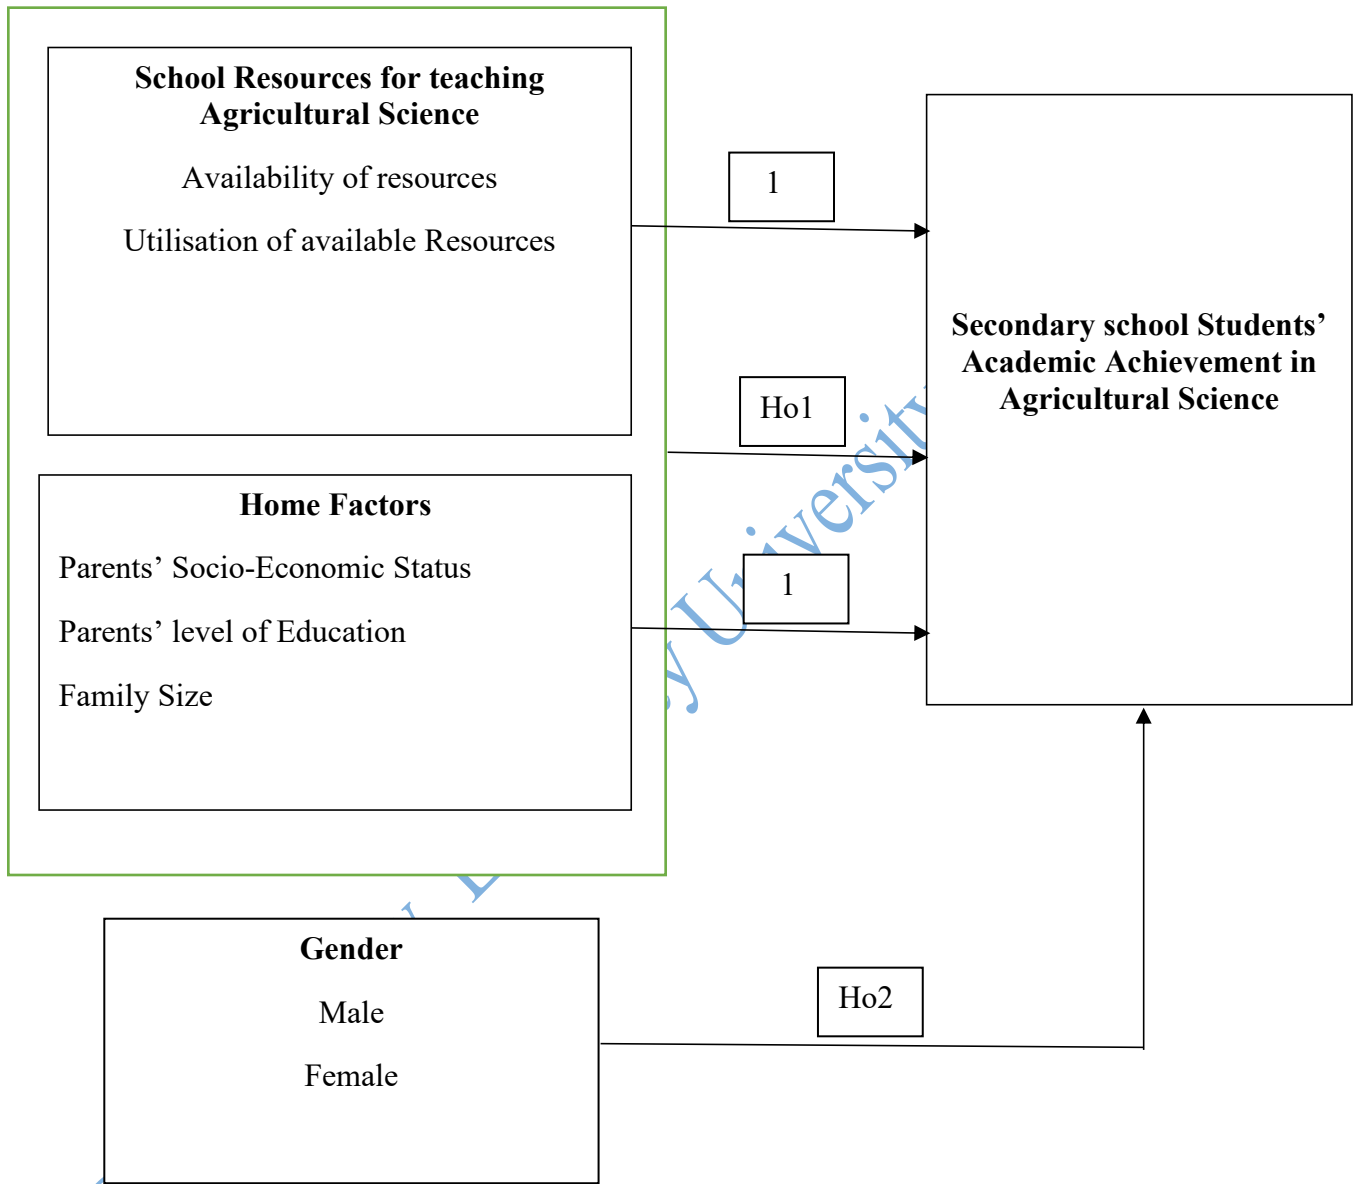 School Resources for teaching
Agricultural Science
Availability of resources
Utilisation of available Resources
1
Ho1
Secondary school Students’
Academic Achievement in
Agricultural Science
Home Factors
Parents’ Socio-Economic Status
Parents’ level of Education
Family Size
1
University
Gender
Male
Female
Ho2